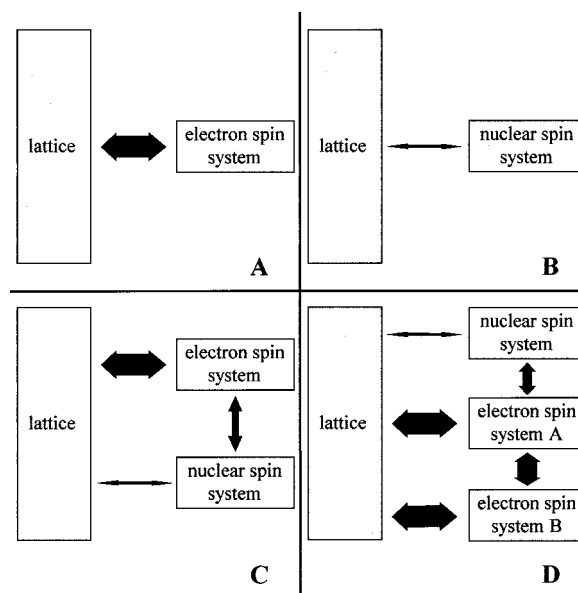 lattice
electron spin
system
A
lattice
nuclear spin
system
B
lattice
electron spin
system
nuclear spin
system
C
lattice
nuclear spin
system
electron spin
system A
electron spin
system B
D